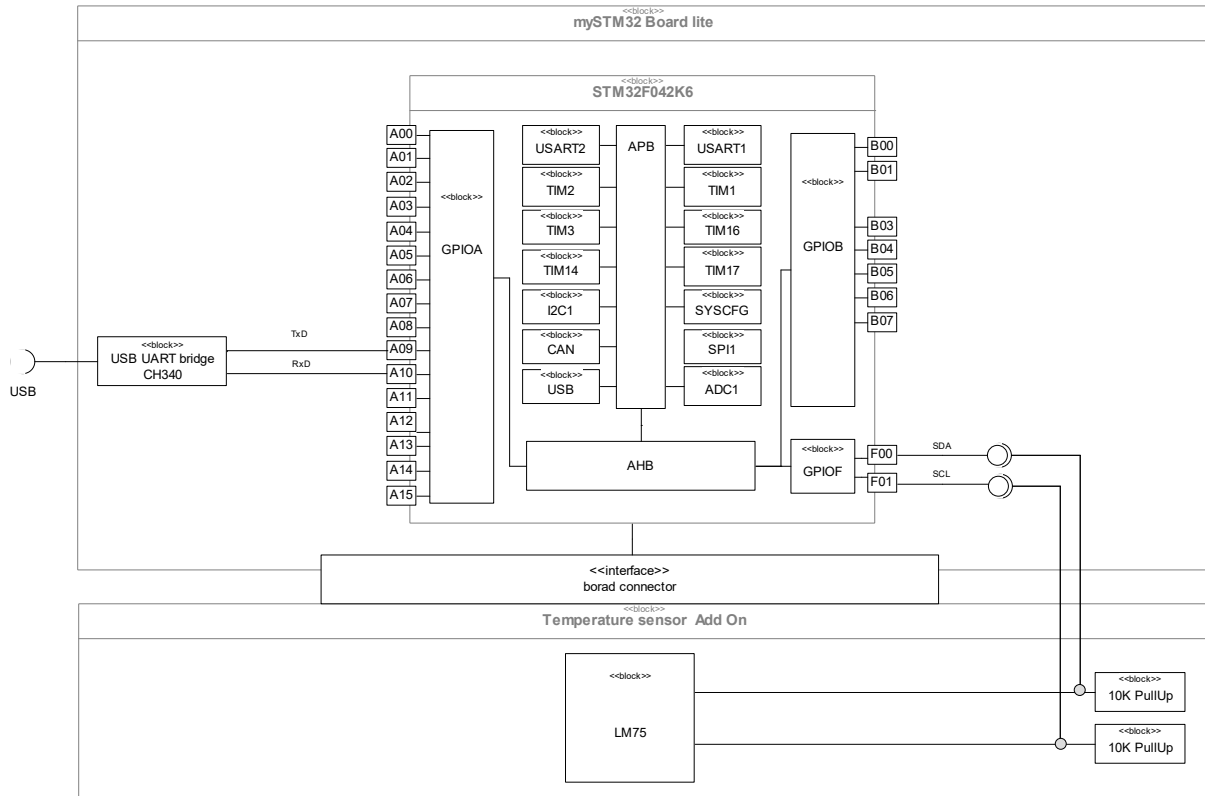 <<block>>
mySTM32 Board lite
<<block>>
STM32F042K6
A00
A01
A02
A03
A04
A05
A06
A07
A08
A09
A10
A11
A12
A13
A14
A15
<<block>>
GPIOA
<<block>>
USART2
<<block>>
TIM2
<<block>>
TIM3
<<block>>
TIM14
<<block>>
I2C1
<<block>>
CAN
<<block>>
USB
APB
<<block>>
USART1
<<block>>
TIM1
<<block>>
TIM16
<<block>>
TIM17
<<block>>
SYSCFG
<<block>>
SPI1
<<block>>
ADC1
<<block>>
GPIOB
B00
B01
B03
B04
B05
B06
B07
AHB
<<block>>
GPIOF
F00
F01
SDA
SCL
USB
<<block>>
USB UART bridge
CH340
TxD
RxD
<<interface>>
borad connector
<<block>>
Temperature sensor Add On
<<block>>
LM75
<<block>>
10K PullUp
<<block>>
10K PullUp